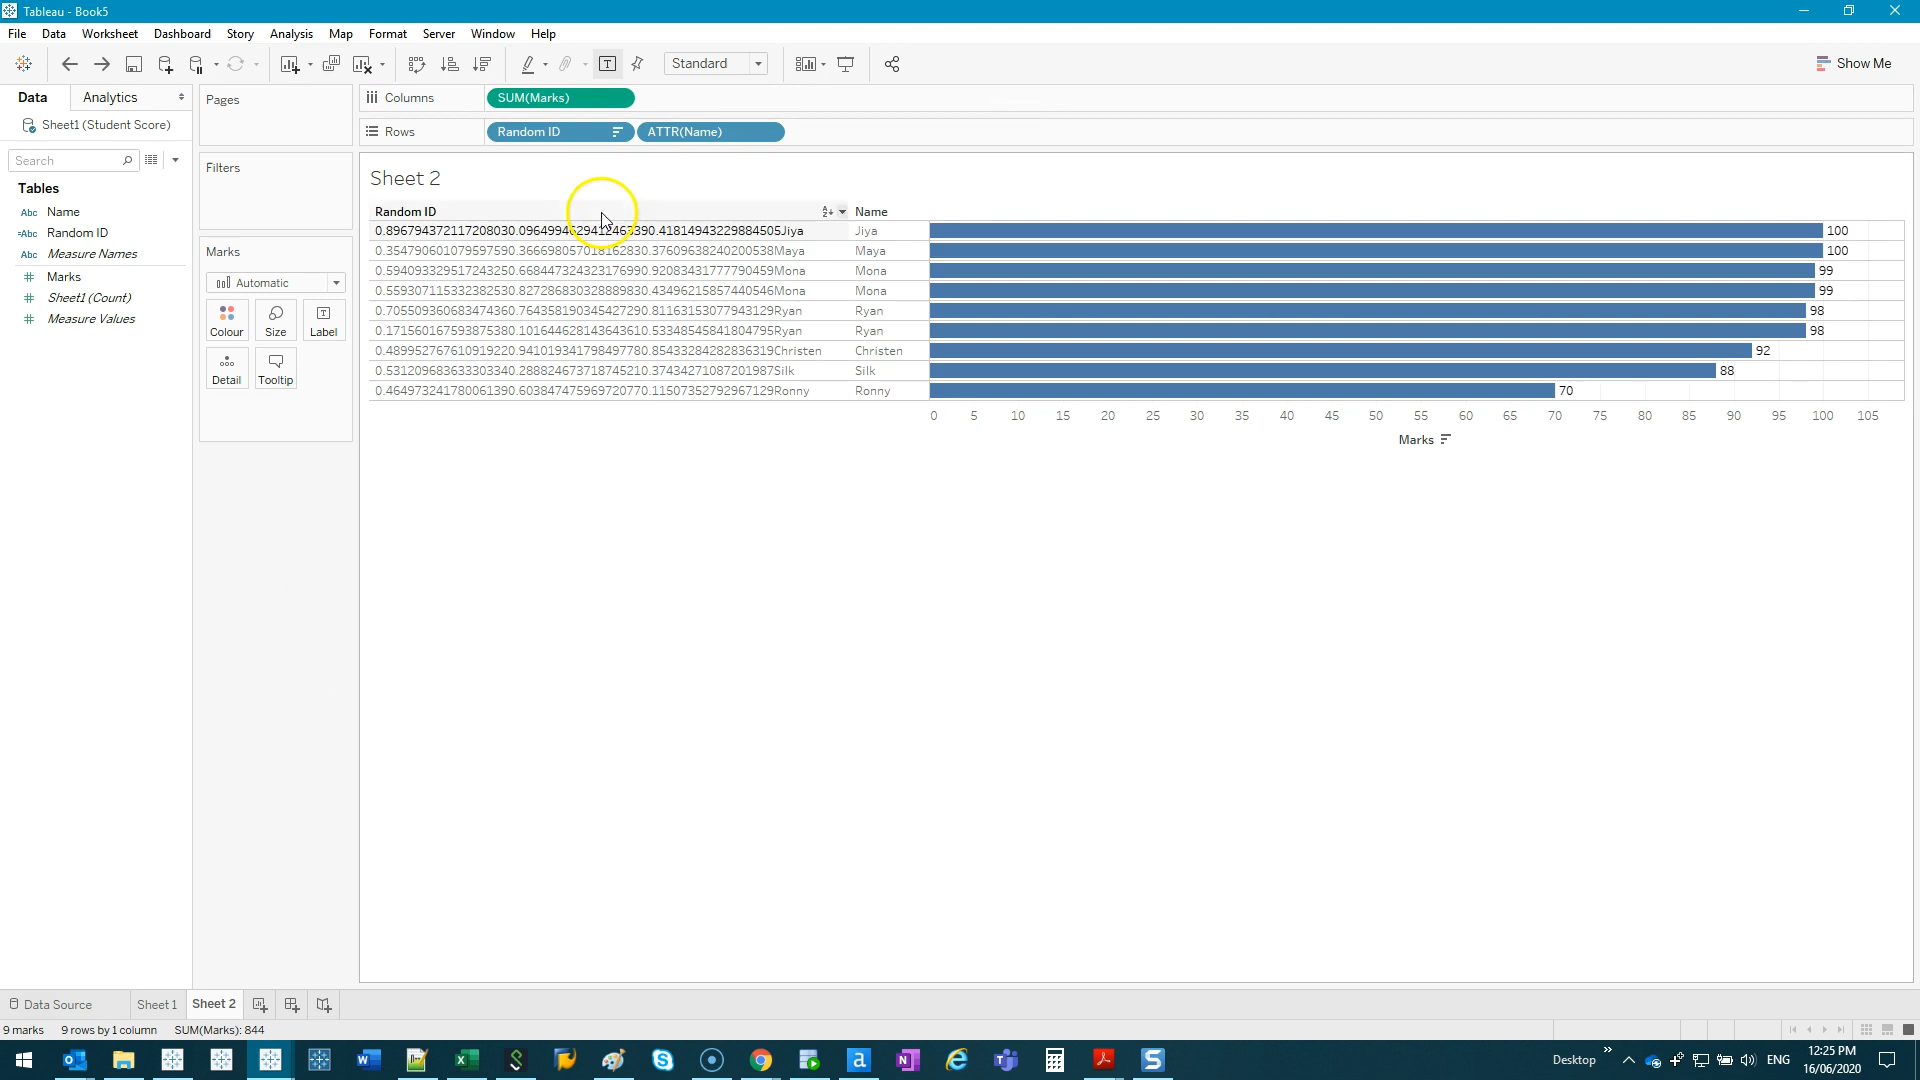 Tableau - Book5
File Data Worksheet Dashboard Story Analysis Map Format Server Window Help
Standard
Show Me
Data Analytics
Sheet1 (Student Score)
Search
Tables
Abc Name
=Abc Random ID
Abc Measure Names
# Marks
# Sheet1 (Count)
# Measure Values
Pages
Filters
Marks
Automatic
Colour Size Label
Detail Tooltip
Columns SUM(Marks)
Rows Random ID ATTR(Name)
Sheet 2
Random ID Name
Jiya 100
0.354790601079597590.366698057018162830.37609638240200538Maya Maya 100
0.594093329517243250.668447324323176990.92083431777790459Mona Mona 99
0.559307115332382530.827286830328889830.43496215857440546Mona Mona 99
0.705509360683474360.764358190345427290.81163153077943129Ryan Ryan 98
0.171560167593875380.101644628143643610.53348545841804795Ryan Ryan 98
0.489952767610919220.941019341798497780.85433284282836319Christen Christen 92
0.531209683633303340.288824673718745210.37434271087201987Silk Silk 88
0.464973241780061390.603847475969720770.11507352792967129Ronny Ronny 70
0 5 10 15 20 25 30 35 40 45 50 55 60 65 70 75 80 85 90 95 100 105
Marks
Data Source Sheet 1 Sheet 2
9 marks 9 rows by 1 column SUM(Marks): 844
Desktop ENG
12:25 PM
16/06/2020